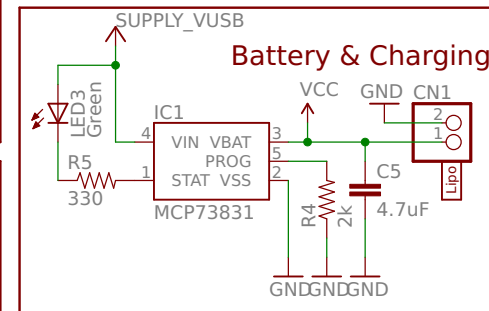 SUPPLY_VUSB
Battery & Charging
LED3
Green
IC1
VCC
GND
CN1
4
VIN VBAT
3
2
PROG
5
1
R5
1
STAT VSS
2
330
MCP73831
R4
2k
C5
4.7uF
Lipo
GND
GND
GND